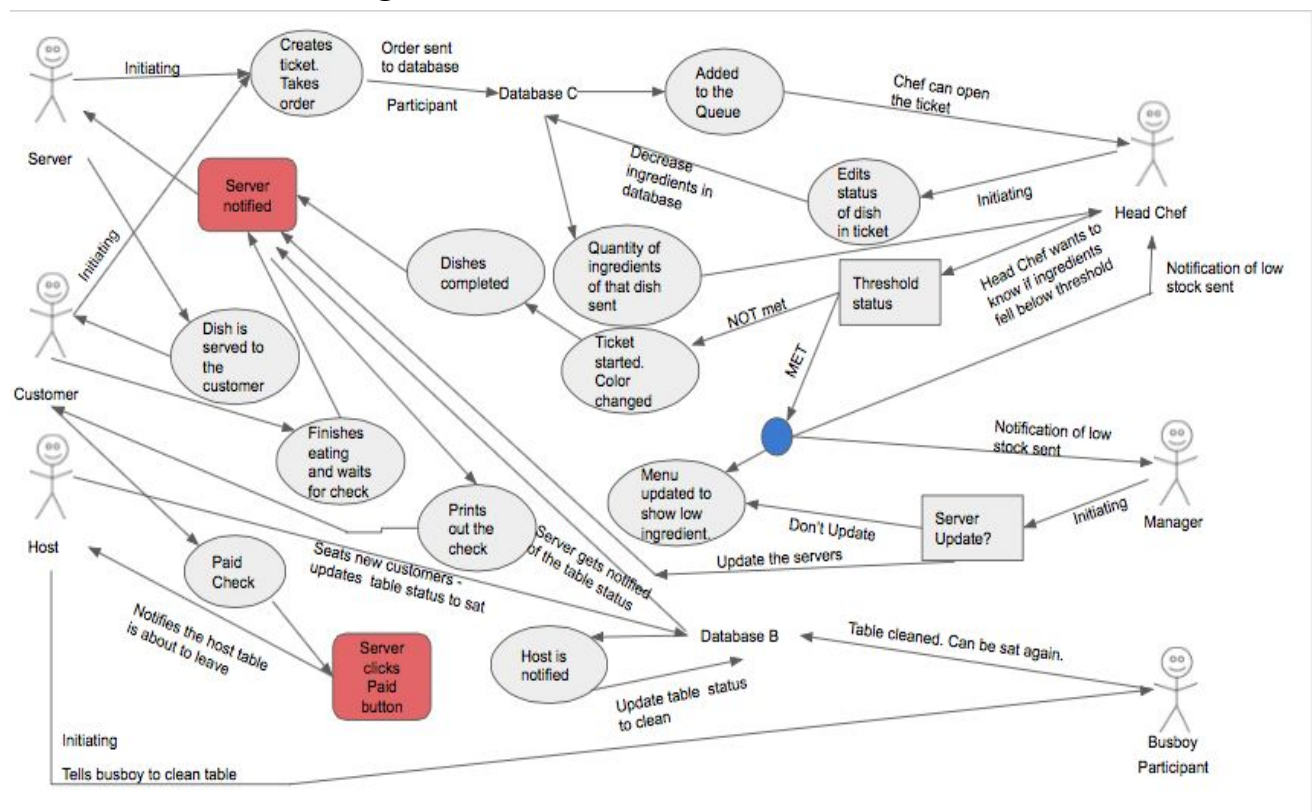 Creates
ticket.
Takes
order
Initiating
Order sent
to database
Participant
Database C
Added
to the
Queue
Chef can open
the ticket
Server
Server
notified
Decrease
ingredients in
database
Edits
status
of dish
in ticket
Initiating
Head Chef
Initiating
Dishes
completed
Quantity of
ingredients
of that dish
sent
Threshold
status
Head Chef wants to
know if ingredients
fell below threshold
Notification of low
stock sent
Dish is
served to
the
customer
NOT met
Ticket
started.
Color
changed
MET
Customer
Finishes
eating
and waits
for check
Notification of low
stock sent
Menu
updated to
show low
ingredient.
Prints
out the
check
Server
Update?
Initiating
Manager
Don't Update
Update the servers
Host
Paid
Check
Seats new customers -
updates table status to sat
Server gets notified
of the table status
Notifies the host table
is about to leave
Server
clicks
Paid
button
Host is
notified
Database B
Table cleaned. Can be sat again.
Update table status
to clean
Initiating
Tells busboy to clean table
Busboy
Participant